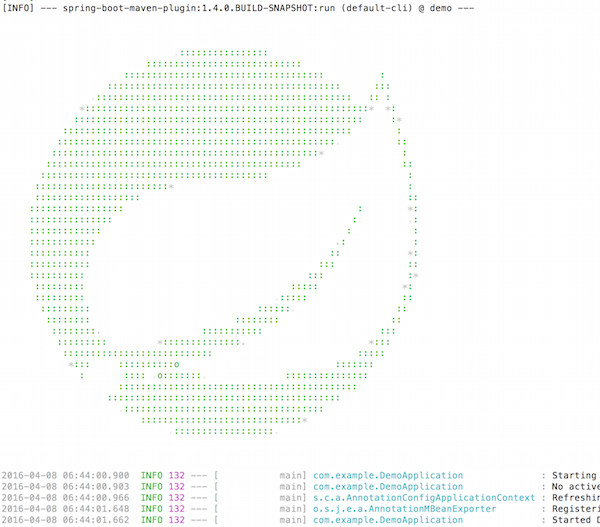 [INFO] --- spring-boot-maven-plugin:1.4.0.BUILD-SNAPSHOT:run (default-cli) @ demo ---
2016-04-08 06:44:00.900 INFO 132 --- [ main] com.example.DemoApplication : Starting
2016-04-08 06:44:00.903 INFO 132 --- [ main] com.example.DemoApplication : No active
2016-04-08 06:44:00.966 INFO 132 --- [ main] s.c.a.AnnotationConfigApplicationContext : Refreshin
2016-04-08 06:44:01.648 INFO 132 --- [ main] o.s.j.e.a.AnnotationMBeanExporter : Registeri
2016-04-08 06:44:01.662 INFO 132 --- [ main] com.example.DemoApplication : Started D